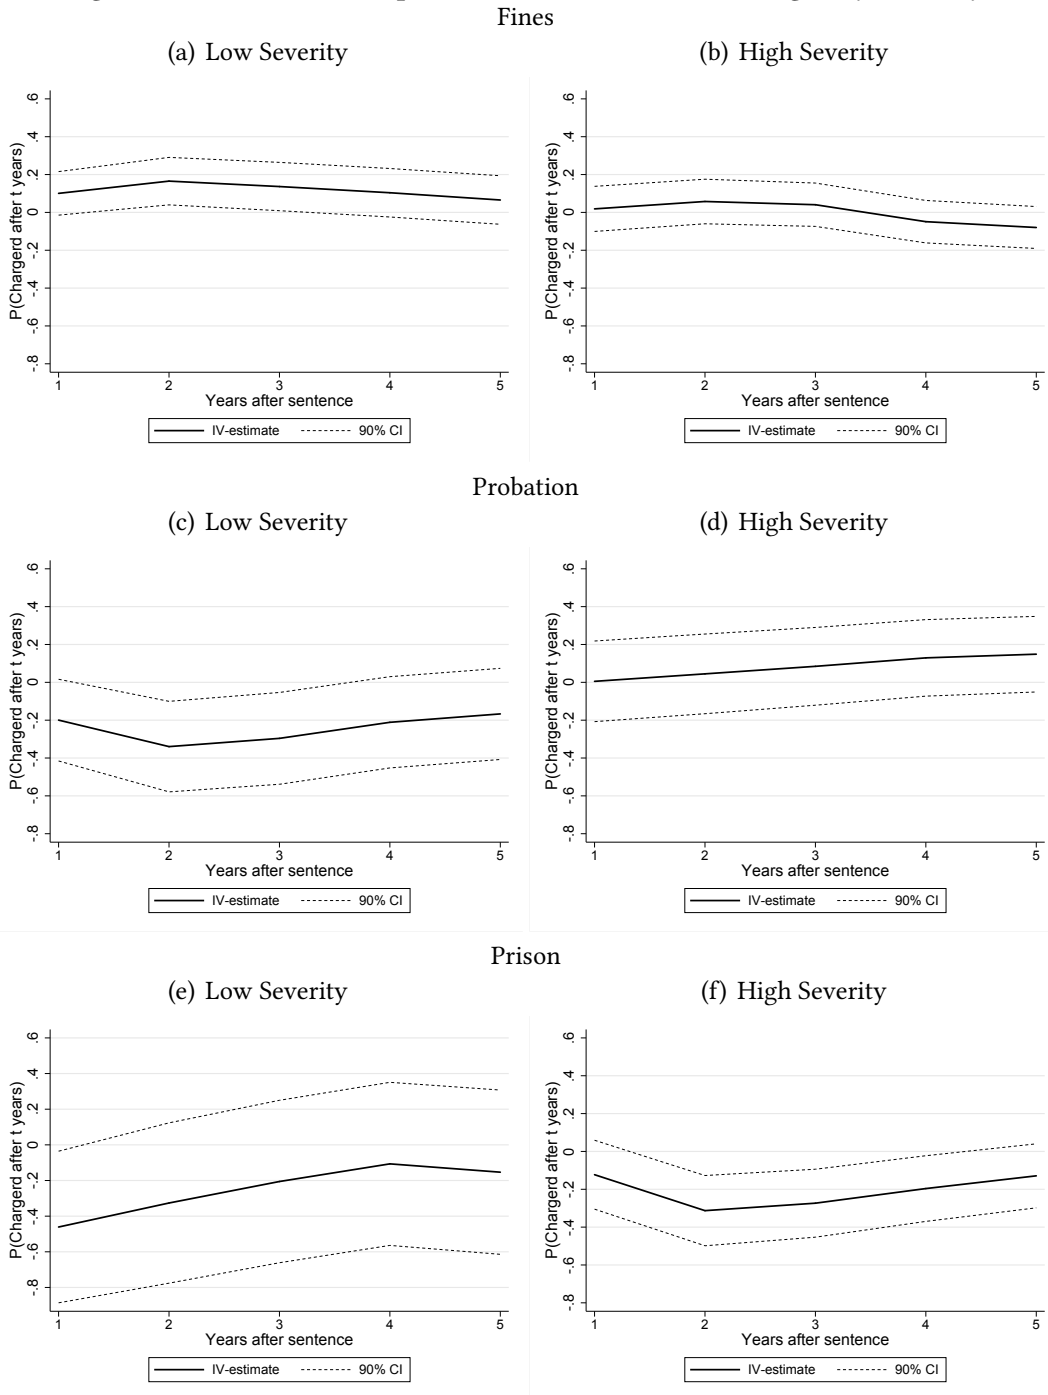 Fines
(a) Low Severity
P(Chargerd after t years)
.6
.4
.2
0
-.2
-.4
-.6
-.8
1 2 3 4 5
Years after sentence
IV-estimate 90% CI
(b) High Severity
P(Chargerd after t years)
.6
.4
.2
0
-.2
-.4
-.6
-.8
1 2 3 4 5
Years after sentence
IV-estimate 90% CI
Probation
(c) Low Severity
P(Chargerd after t years)
.6
.4
.2
0
-.2
-.4
-.6
-.8
1 2 3 4 5
Years after sentence
IV-estimate 90% CI
(d) High Severity
P(Chargerd after t years)
.6
.4
.2
0
-.2
-.4
-.6
-.8
1 2 3 4 5
Years after sentence
IV-estimate 90% CI
Prison
(e) Low Severity
P(Chargerd after t years)
.6
.4
.2
0
-.2
-.4
-.6
-.8
1 2 3 4 5
Years after sentence
IV-estimate 90% CI
(f) High Severity
P(Chargerd after t years)
.6
.4
.2
0
-.2
-.4
-.6
-.8
1 2 3 4 5
Years after sentence
IV-estimate 90% CI